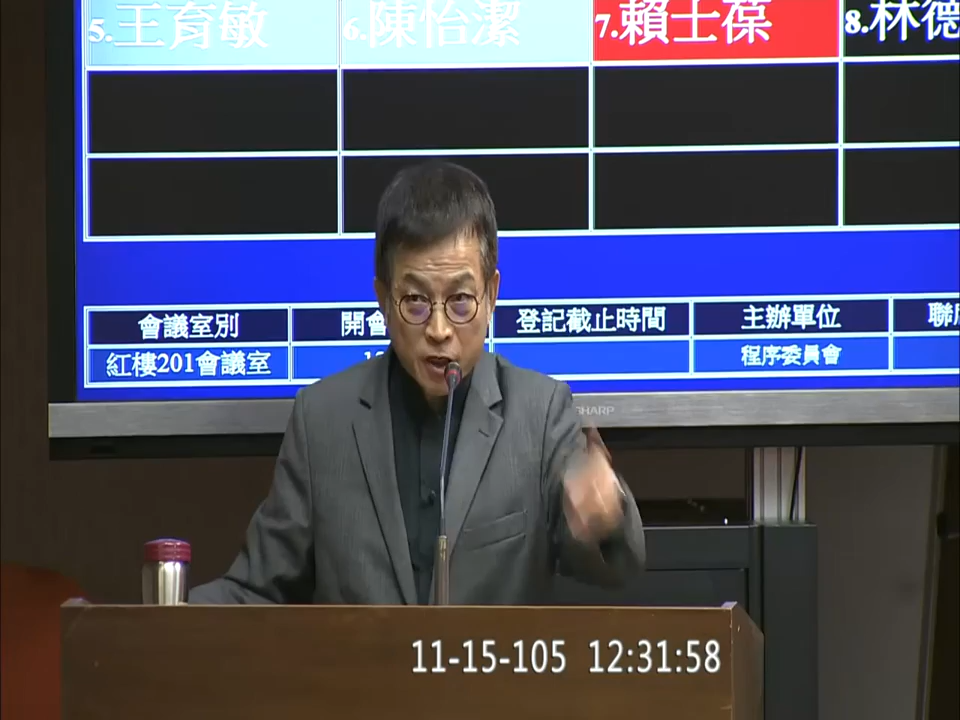 5.王育敏 6.陳怡潔 7.賴士葆 8.林德
會議室別 開會 登記截止時間 主辦單位 聯
紅樓201會議室 程序委員會
SHARP
11-15-105 12:31:58